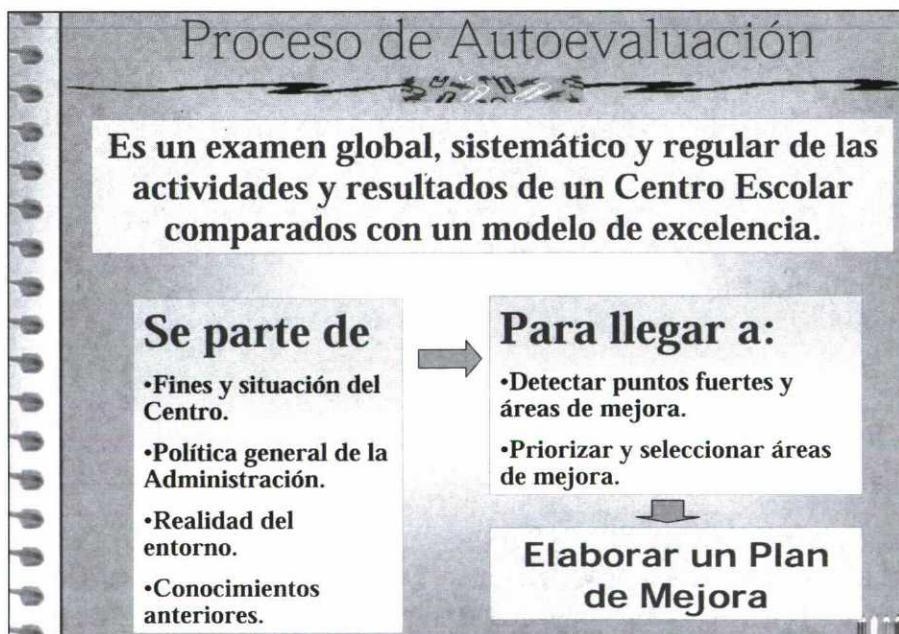 Proceso de Autoevaluación
Es un examen global, sistemático y regular de las
actividades y resultados de un Centro Escolar
comparados con un modelo de excelencia.
Se parte de
•Fines y situación del
Centro.
•Política general de la
Administración.
•Realidad del
entorno.
•Conocimientos
anteriores.
Para llegar a:
•Detectar puntos fuertes y
áreas de mejora.
•Priorizar y seleccionar áreas
de mejora.
Elaborar un Plan
de Mejora